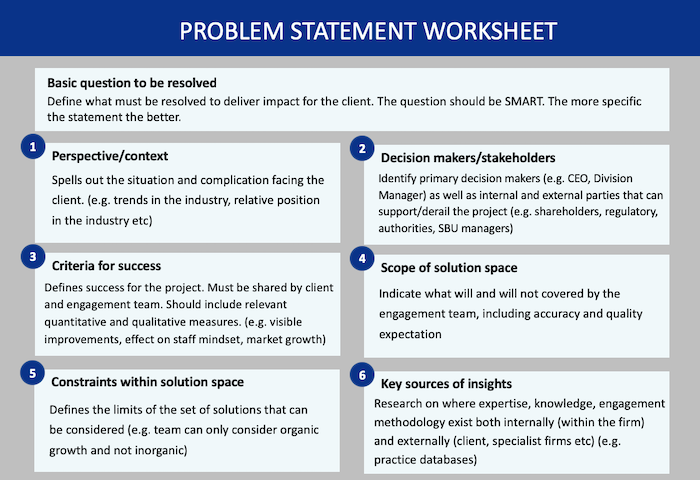 PROBLEM STATEMENT WORKSHEET
Basic question to be resolved
Define what must be resolved to deliver impact for the client. The question should be SMART. The more specific
the statement the better.
1
Perspective/context
Spells out the situation and complication facing the
client. (e.g. trends in the industry, relative position
in the industry etc)
2
Decision makers/stakeholders
Identify primary decision makers (e.g. CEO, Division
Manager) as well as internal and external parties that can
support/derail the project (e.g. shareholders, regulatory,
authorities, SBU managers)
3
Criteria for success
Defines success for the project. Must be shared by client
and engagement team. Should include relevant
quantitative and qualitative measures. (e.g. visible
improvements, effect on staff mindset, market growth)
4
Scope of solution space
Indicate what will and will not covered by the
engagement team, including accuracy and quality
expectation
5
Constraints within solution space
Defines the limits of the set of solutions that can
be considered (e.g. team can only consider organic
growth and not inorganic)
6
Key sources of insights
Research on where expertise, knowledge, engagement
methodology exist both internally (within the firm)
and externally (client, specialist firms etc) (e.g.
practice databases)